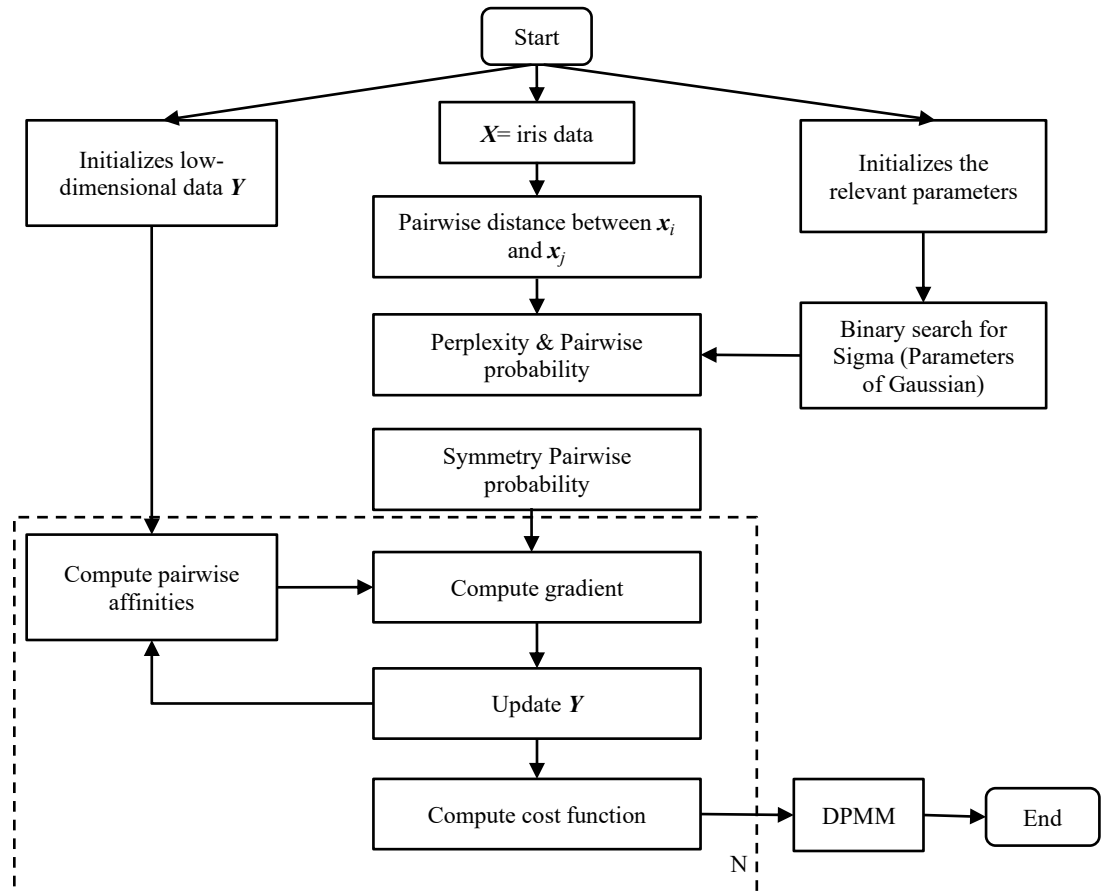 Start
X= iris data
Initializes low-
dimensional data Y
Initializes the
relevant parameters
Pairwise distance between xi
and xj
Perplexity & Pairwise
probability
Binary search for
Sigma (Parameters
of Gaussian)
Symmetry Pairwise
probability
Compute pairwise
affinities
Compute gradient
Update Y
Compute cost function
DPMM
End
N